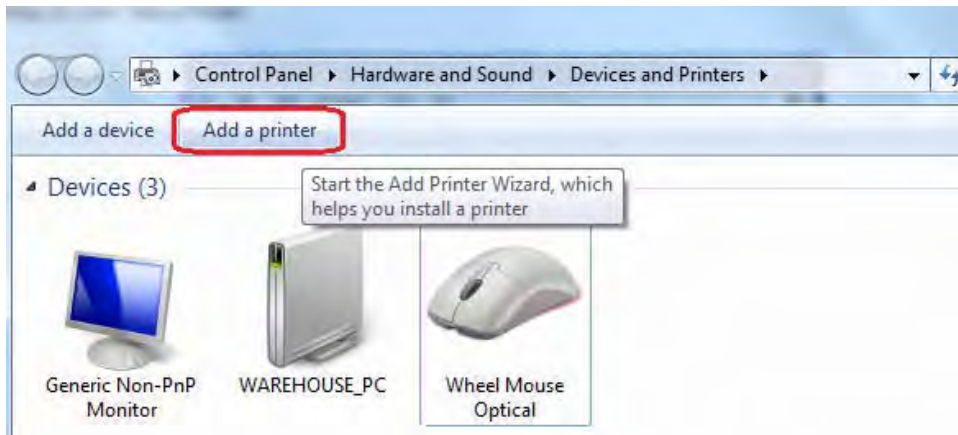 Control Panel ▸ Hardware and Sound ▸ Devices and Printers ▸
Add a device Add a printer
Devices (3)
Start the Add Printer Wizard, which
helps you install a printer
Generic Non-PnP
Monitor
WAREHOUSE_PC
Wheel Mouse
Optical